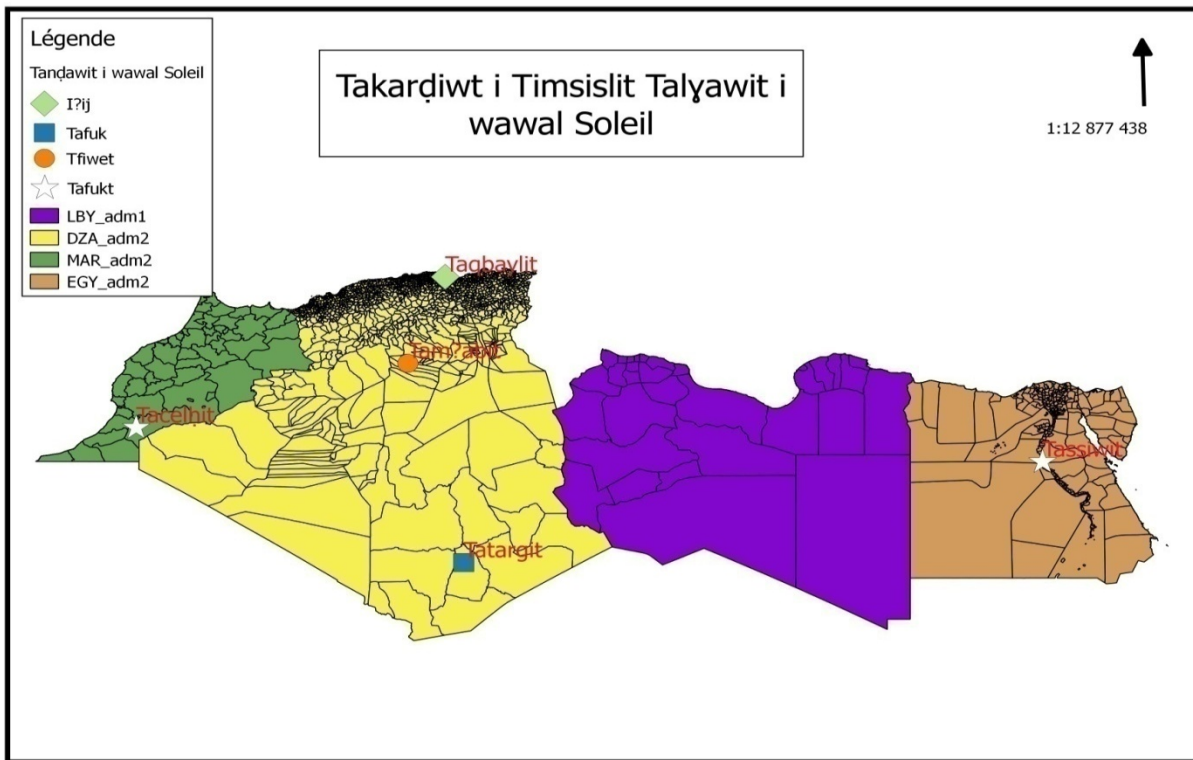 Légende
Tanḍawit i wawal Soleil
I?ij
Tafuk
Tfiwet
Tafukt
LBY_adm1
DZA_adm2
MAR_adm2
EGY_adm2
Takarḍiwt i Timsislit Talɣawit i
wawal Soleil
1:12 877 438
Taqbaylit
Tacelḥit
Tassiwit
Tatargit